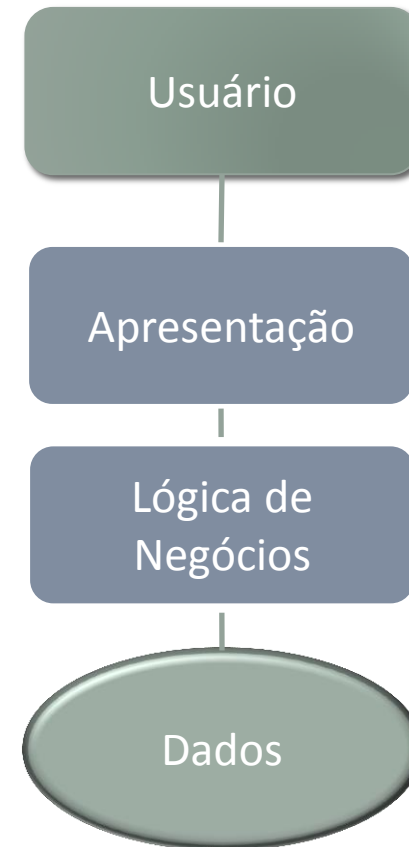 Usuário
Apresentação
Lógica de
Negócios
Dados